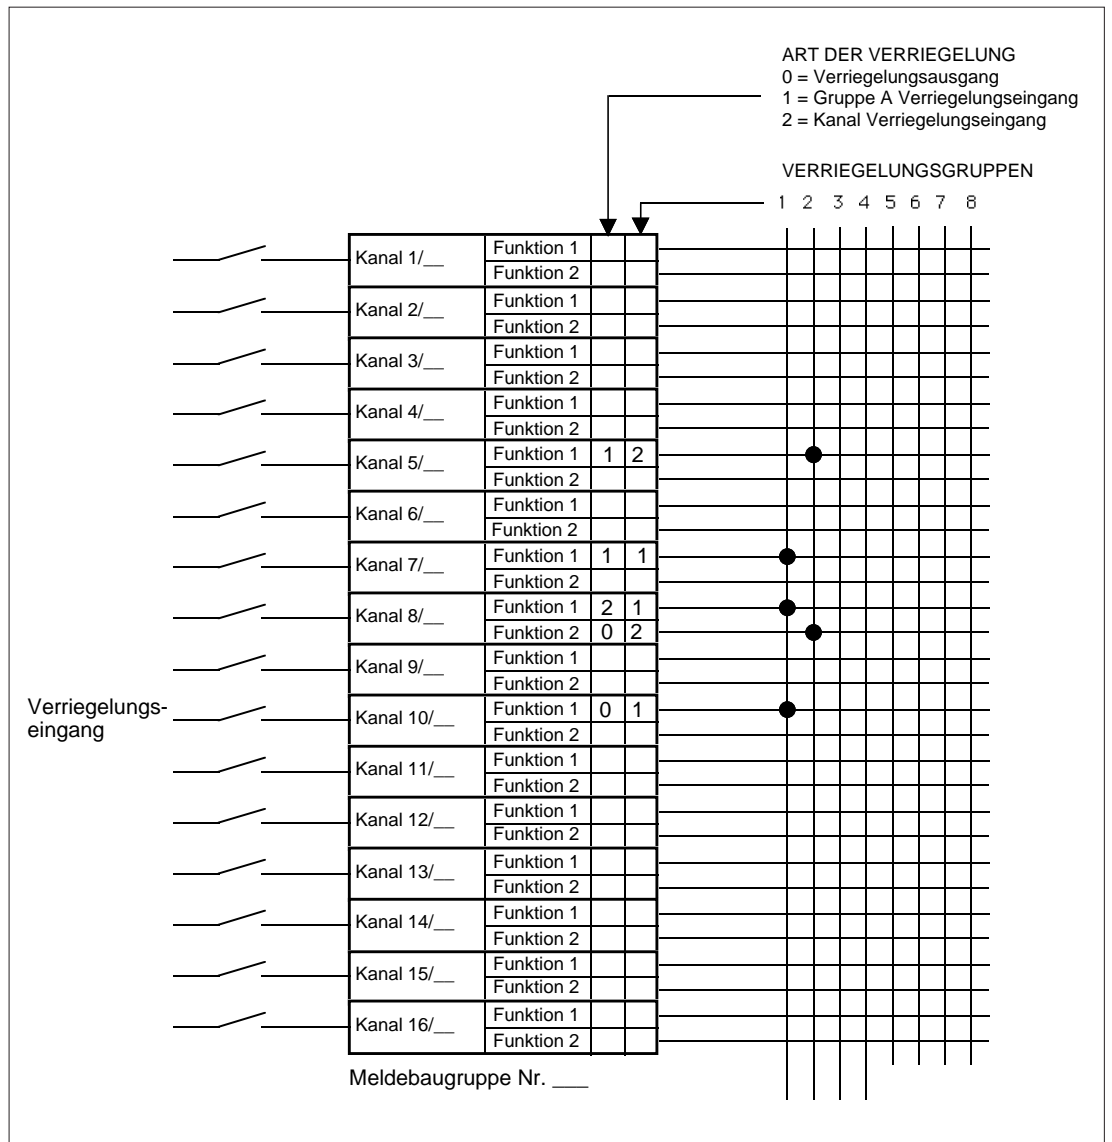 ART DER VERRIEGELUNG
0 = Verriegelungsausgang
1 = Gruppe A Verriegelungseingang
2 = Kanal Verriegelungseingang
VERRIEGELUNGSGRUPPEN
1 2 3 4 5 6 7 8
Kanal 1/__ Funktion 1
Funktion 2
Kanal 2/__ Funktion 1
Funktion 2
Kanal 3/__ Funktion 1
Funktion 2
Kanal 4/__ Funktion 1
Funktion 2
Kanal 5/__ Funktion 1 1 2
Funktion 2
Kanal 6/__ Funktion 1
Funktion 2
Kanal 7/__ Funktion 1 1 1
Funktion 2
Kanal 8/__ Funktion 1 2 1
Funktion 2 0 2
Kanal 9/__ Funktion 1
Funktion 2
Verriegelungs-
eingang
Kanal 10/__ Funktion 1 0 1
Funktion 2
Kanal 11/__ Funktion 1
Funktion 2
Kanal 12/__ Funktion 1
Funktion 2
Kanal 13/__ Funktion 1
Funktion 2
Kanal 14/__ Funktion 1
Funktion 2
Kanal 15/__ Funktion 1
Funktion 2
Kanal 16/__ Funktion 1
Funktion 2
Meldebaugruppe Nr. ___